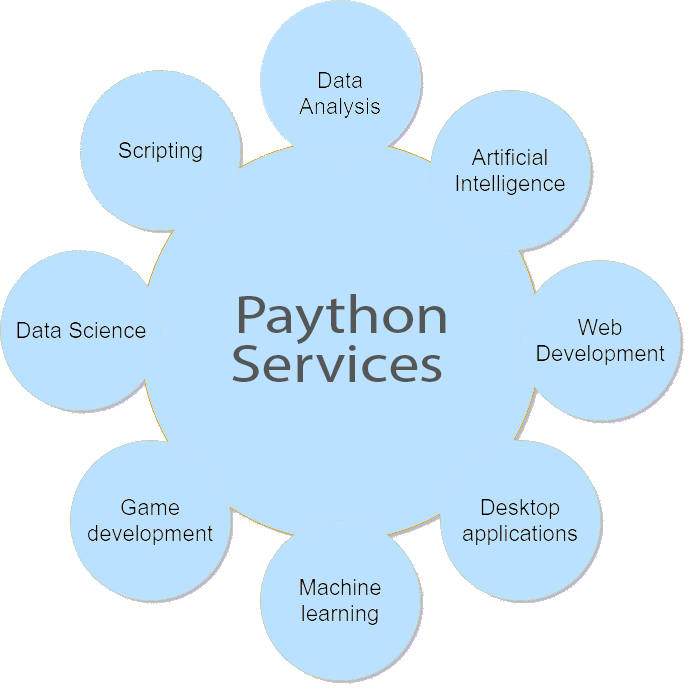 Data
Analysis
Artificial
Intelligence
Web
Development
Desktop
applications
Machine
learning
Game
development
Data Science
Scripting
Paython
Services